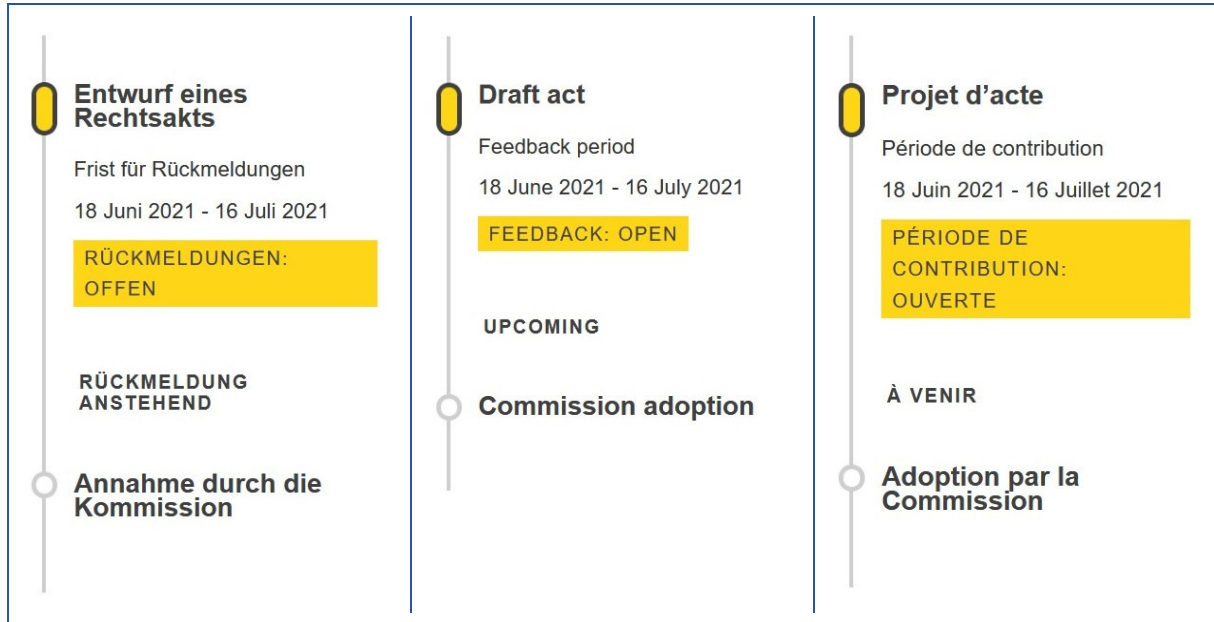 Entwurf eines
Rechtsakts
Frist für Rückmeldungen
18 Juni 2021 - 16 Juli 2021
RÜCKMELDUNGEN:
OFFEN
RÜCKMELDUNG
ANSTEHEND
Annahme durch die
Kommission
Draft act
Feedback period
18 June 2021 - 16 July 2021
FEEDBACK: OPEN
UPCOMING
Commission adoption
Projet d’acte
Période de contribution
18 Juin 2021 - 16 Juillet 2021
PÉRIODE DE
CONTRIBUTION:
OUVERTE
À VENIR
Adoption par la
Commission